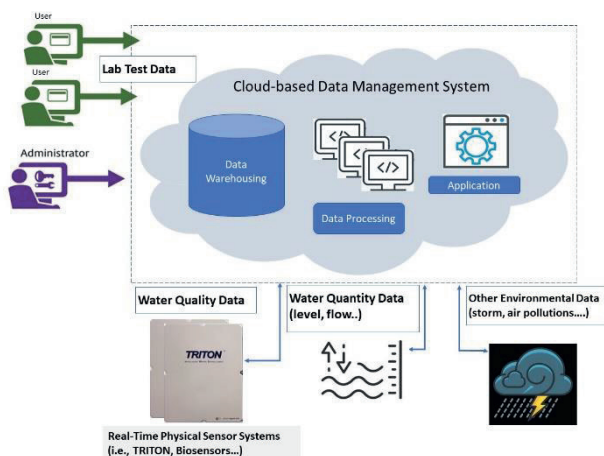 User
Lab Test Data
User
Administrator
Cloud-based Data Management System
Data
Warehousing
</>
</>
</>
Data Processing
Application
Water Quality Data
Water Quantity Data
(level, flow..)
Other Environmental Data
(storm, air pollutions....)
TRITON
Real-Time Physical Sensor Systems
(i.e., TRITON, Biosensors...)